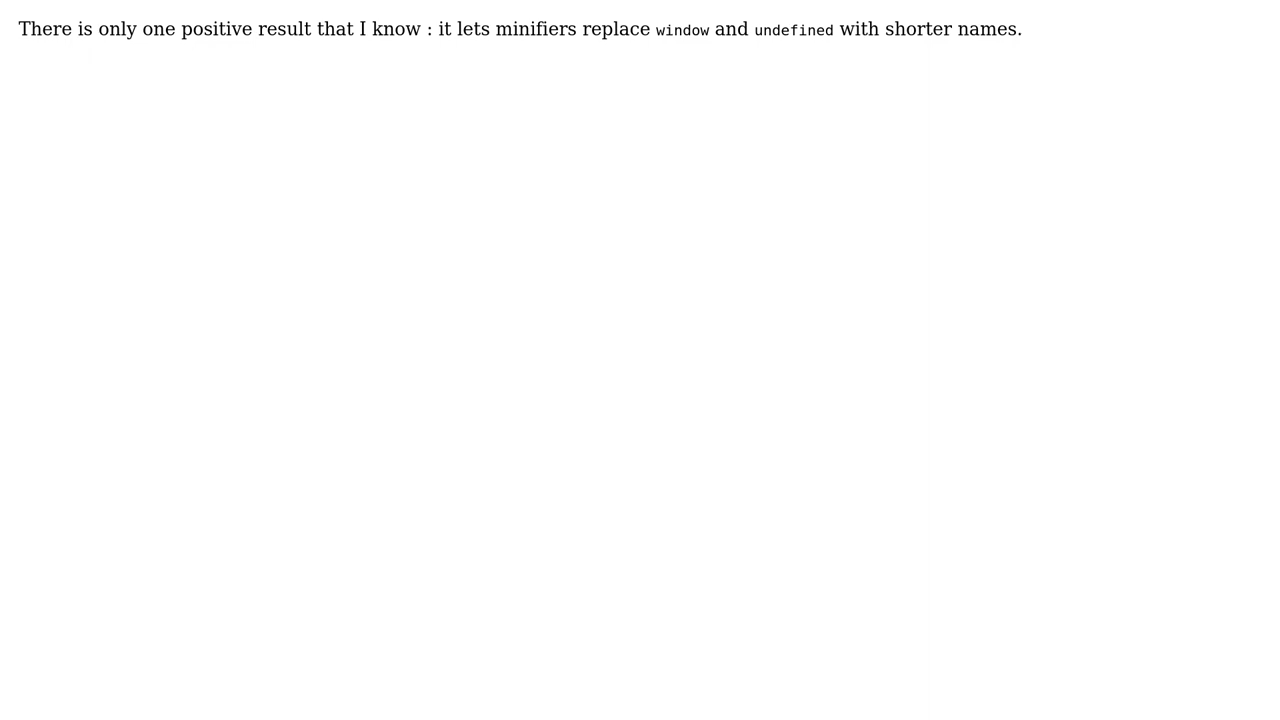 There is only one positive result that I know : it lets minifiers replace window and undefined with shorter names.